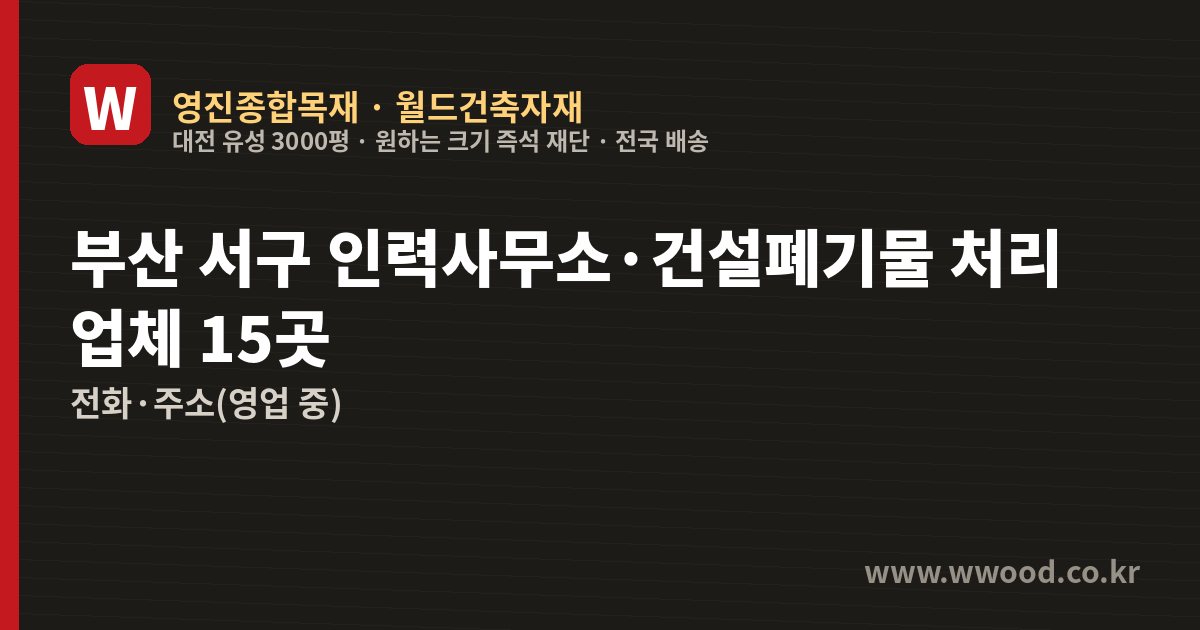 W
영진종합목재 · 월드건축자재
대전 유성 3000평 · 원하는 크기 즉석 재단 · 전국 배송
부산 서구 인력사무소·건설폐기물 처리
업체 15곳
전화·주소(영업 중)
www.wwood.co.kr